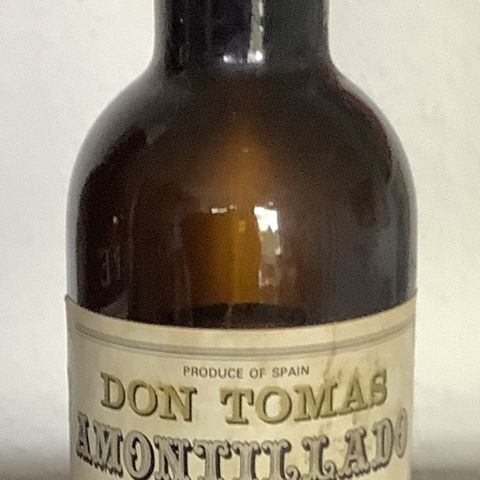 PRODUCE OF SPAIN
DON TOMAS
AMONTILLADO